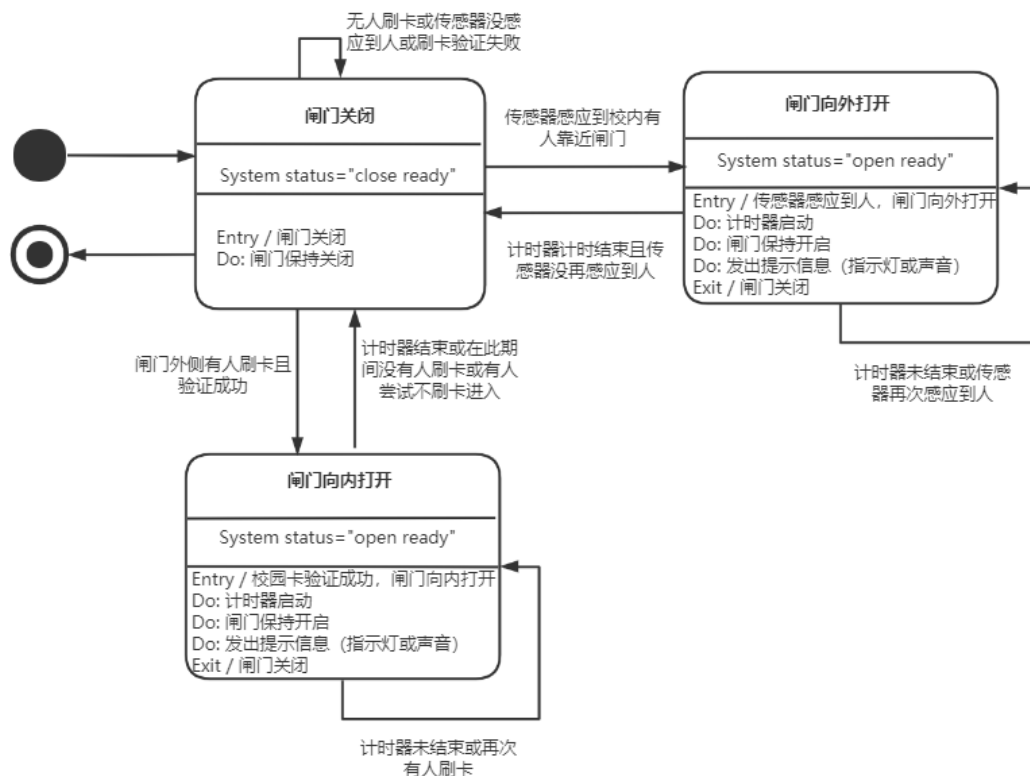 无人刷卡或传感器没感
应到人或刷卡验证失败
闸门关闭
System status="close ready"
Entry / 闸门关闭
Do: 闸门保持关闭
传感器感应到校内有
人靠近闸门
计时器计时结束且传
感器没再感应到人
闸门向外打开
System status="open ready"
Entry / 传感器感应到人，闸门向外打开
Do: 计时器启动
Do: 闸门保持开启
Do: 发出提示信息（指示灯或声音）
Exit / 闸门关闭
计时器未结束或传感
器再次感应到人
闸门外侧有人刷卡且
验证成功
计时器结束或在此期
间没有人刷卡或有人
尝试不刷卡进入
闸门向内打开
System status="open ready"
Entry / 校园卡验证成功，闸门向内打开
Do: 计时器启动
Do: 闸门保持开启
Do: 发出提示信息（指示灯或声音）
Exit / 闸门关闭
计时器未结束或再次
有人刷卡